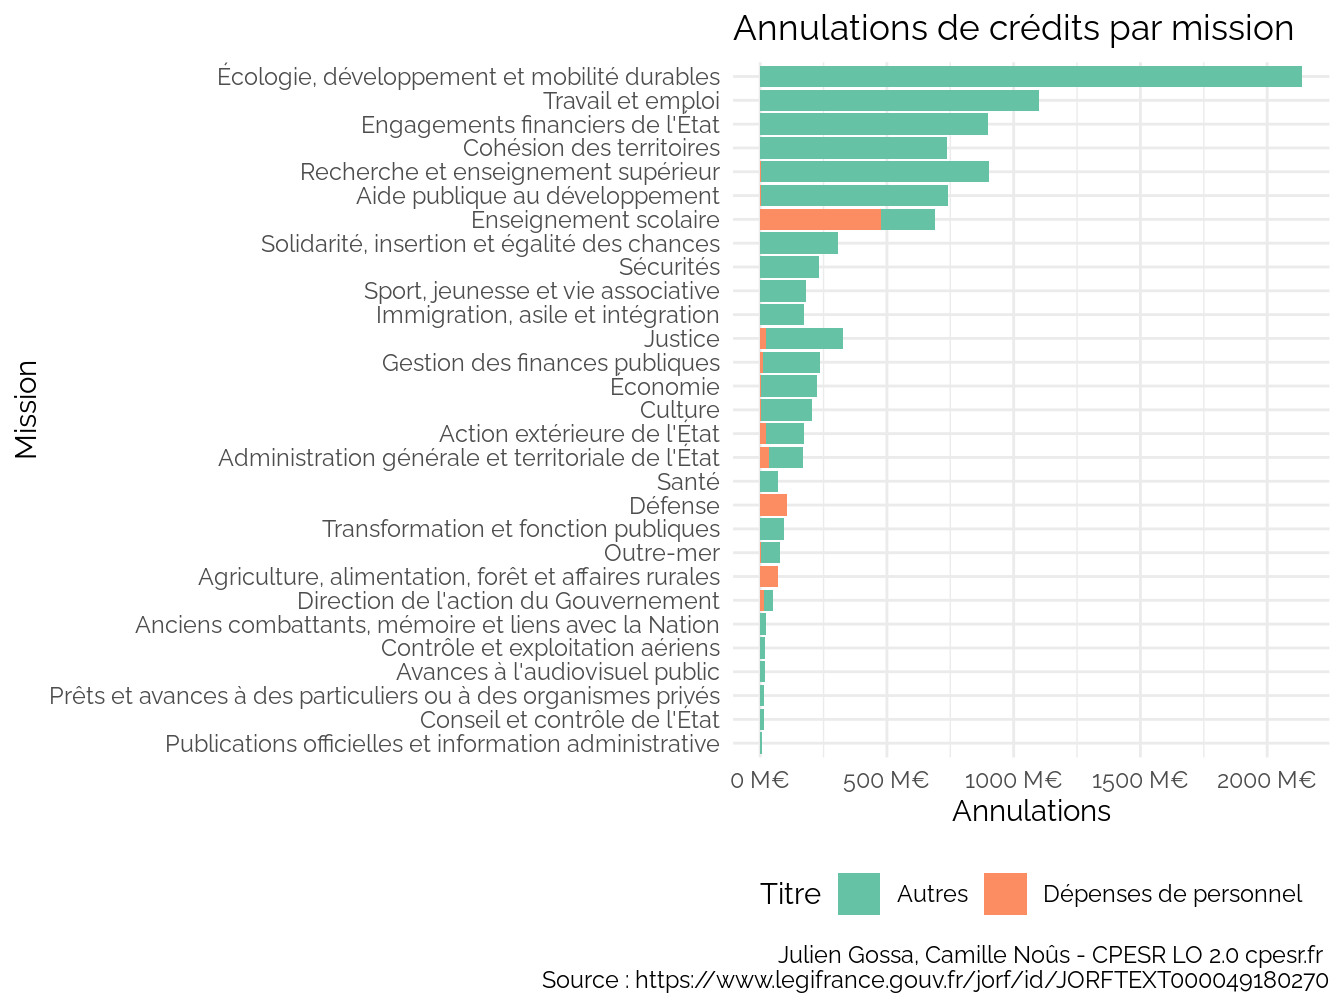 Annulations de crédits par mission
Écologie, développement et mobilité durables
Travail et emploi
Engagements financiers de l'État
Cohésion des territoires
Recherche et enseignement supérieur
Aide publique au développement
Enseignement scolaire
Solidarité, insertion et égalité des chances
Sécurités
Sport, jeunesse et vie associative
Immigration, asile et intégration
Justice
Gestion des finances publiques
Économie
Culture
Action extérieure de l'État
Administration générale et territoriale de l'État
Santé
Défense
Transformation et fonction publiques
Outre-mer
Agriculture, alimentation, forêt et affaires rurales
Direction de l'action du Gouvernement
Anciens combattants, mémoire et liens avec la Nation
Contrôle et exploitation aériens
Avances à l'audiovisuel public
Prêts et avances à des particuliers ou à des organismes privés
Conseil et contrôle de l'État
Publications officielles et information administrative
Mission
0 M€ 500 M€ 1000 M€ 1500 M€ 2000 M€
Annulations
Titre Autres Dépenses de personnel
Julien Gossa, Camille Noûs - CPESR LO 2.0 cpesr.fr
Source : https://www.legifrance.gouv.fr/jorf/id/JORFTEXT000049180270